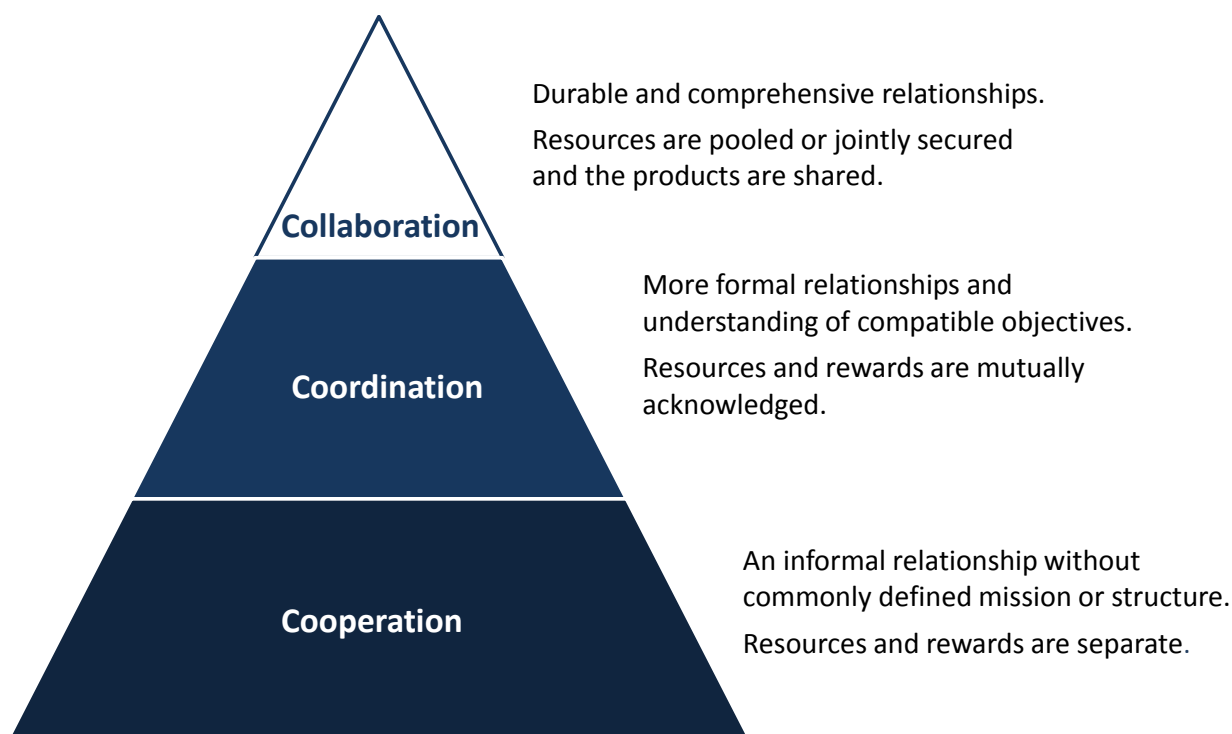 Durable and comprehensive relationships.
Resources are pooled or jointly secured
and the products are shared.
Collaboration
More formal relationships and
understanding of compatible objectives.
Resources and rewards are mutually
acknowledged.
Coordination
An informal relationship without
commonly defined mission or structure.
Resources and rewards are separate.
Cooperation